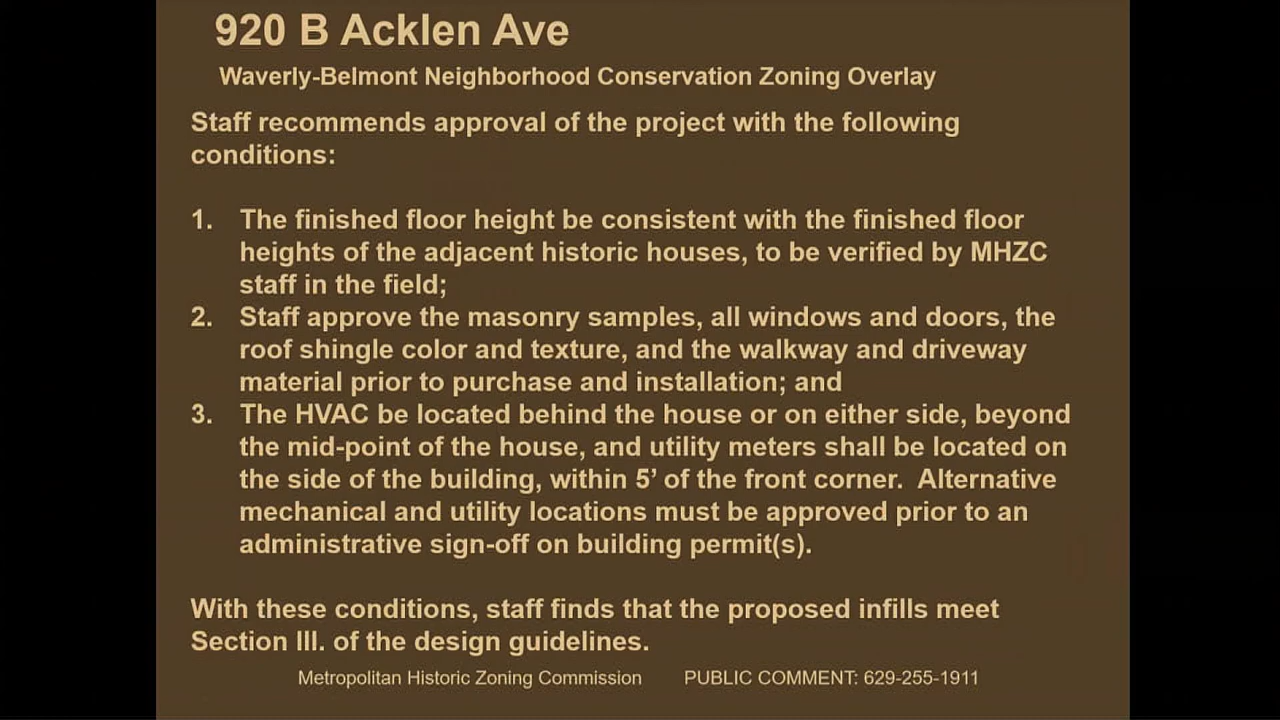 920 B Acklen Ave
Waverly-Belmont Neighborhood Conservation Zoning Overlay
Staff recommends approval of the project with the following
conditions:
1. The finished floor height be consistent with the finished floor
heights of the adjacent historic houses, to be verified by MHZC
staff in the field;
2. Staff approve the masonry samples, all windows and doors, the
roof shingle color and texture, and the walkway and driveway
material prior to purchase and installation; and
3. The HVAC be located behind the house or on either side, beyond
the mid-point of the house, and utility meters shall be located on
the side of the building, within 5’ of the front corner.  Alternative
mechanical and utility locations must be approved prior to an
administrative sign-off on building permit(s).
With these conditions, staff finds that the proposed infills meet
Section III. of the design guidelines.
Metropolitan Historic Zoning Commission PUBLIC COMMENT: 629-255-1911